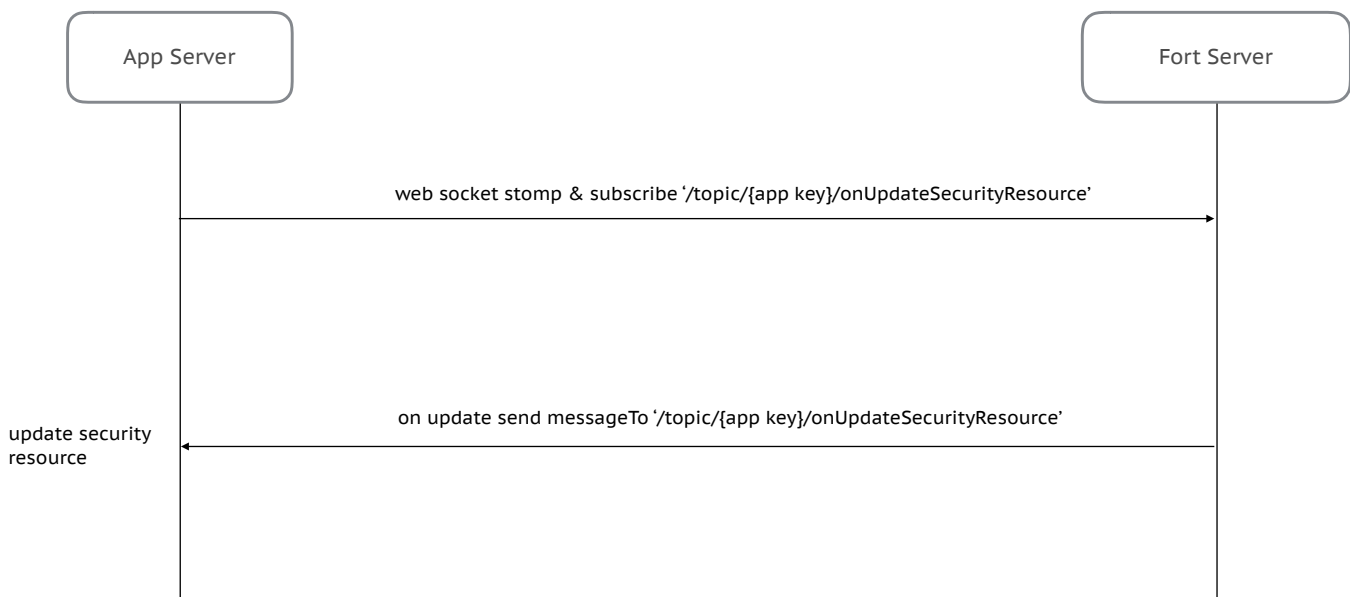 App Server
Fort Server
web socket stomp & subscribe ‘/topic/{app key}/onUpdateSecurityResource’
on update send messageTo ‘/topic/{app key}/onUpdateSecurityResource’
update security
resource